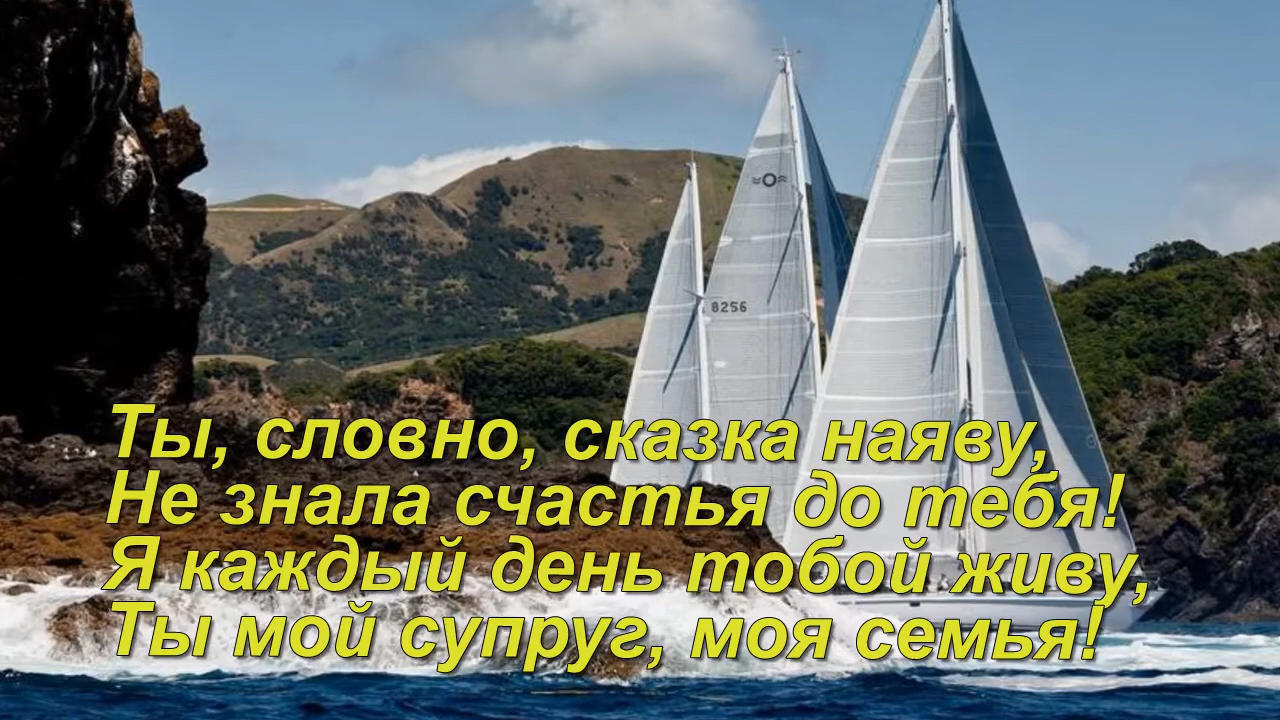 8256
Ты, словно, сказка наяву,
Не знала счастья до тебя!
Я каждый день тобой живу,
Ты мой супруг, моя семья!